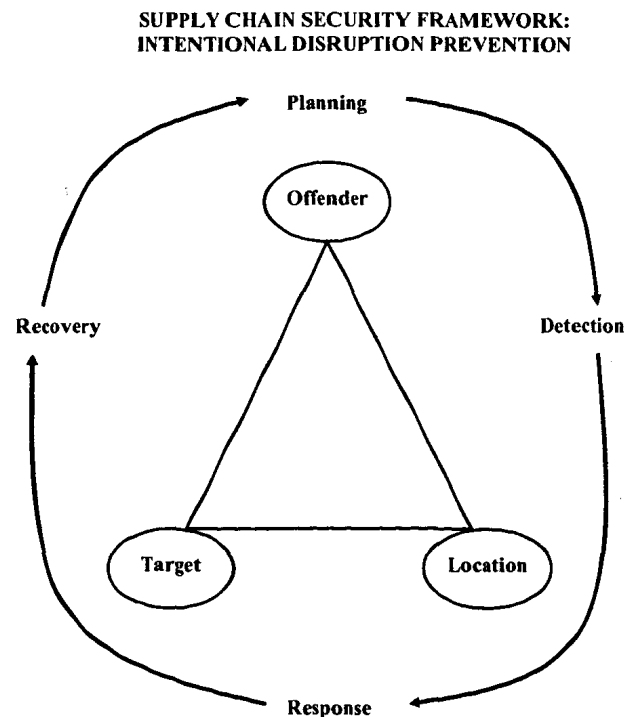 SUPPLY CHAIN SECURITY FRAMEWORK:
INTENTIONAL DISRUPTION PREVENTION
Planning
Offender
Recovery
Detection
Target
Location
Response